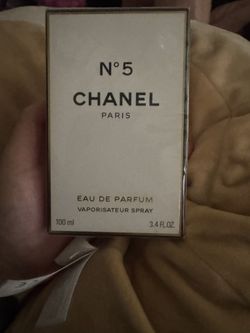 N°5
CHANEL
PARIS
EAU DE PARFUM
VAPORISATEUR SPRAY
100 ml 3.4 FL.OZ.